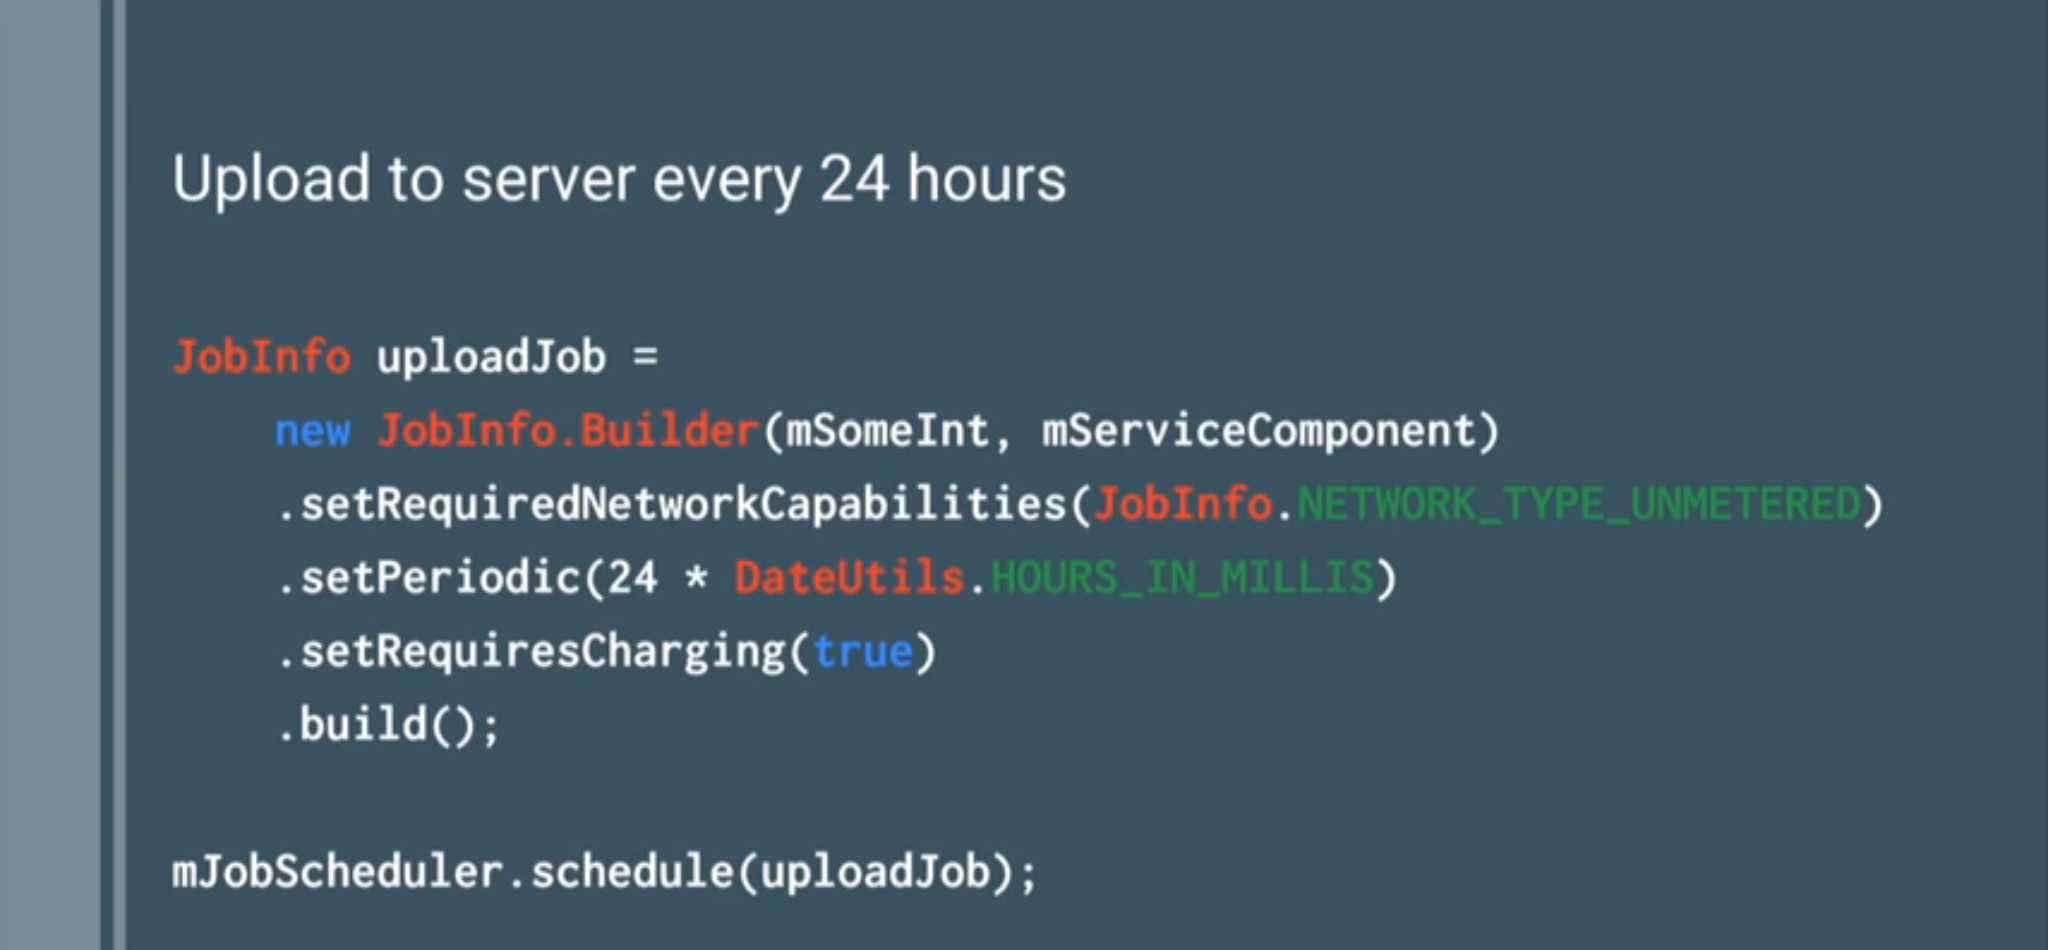 Upload to server every 24 hours
JobInfo uploadJob =
new JobInfo.Builder(mSomeInt, mServiceComponent)
.setRequiredNetworkCapabilities(JobInfo.NETWORK_TYPE_UNMETERED)
.setPeriodic(24 * DateUtils.HOURS_IN_MILLIS)
.setRequiresCharging(true)
.build();
mJobScheduler.schedule(uploadJob);